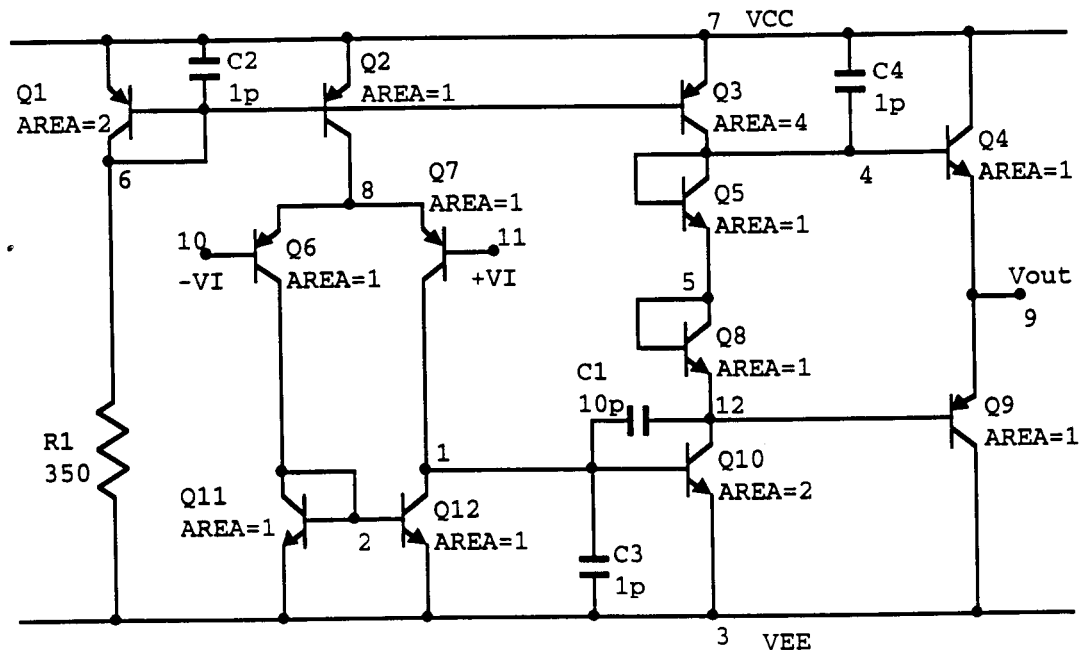 7 VCC
C2
1p
Q2
AREA=1
C4
1p
Q1
AREA=2
Q3
AREA=4
Q4
AREA=1
6
8
Q7
AREA=1
4
Q5
AREA=1
10
-VI
Q6
AREA=1
11
+VI
5
Vout
9
Q8
AREA=1
C1
10p
12
Q9
AREA=1
R1
350
1
Q10
AREA=2
Q11
AREA=1
2
Q12
AREA=1
C3
1p
3
VEE